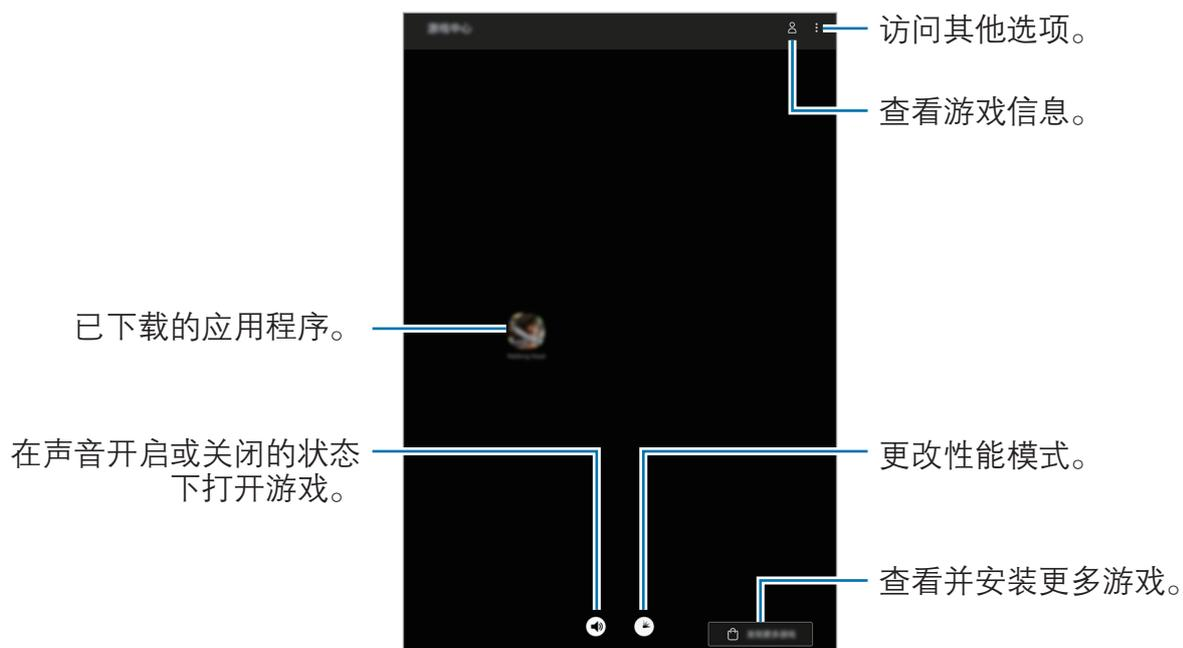 访问其他选项。
查看游戏信息。
已下载的应用程序。
在声音开启或关闭的状态
下打开游戏。
更改性能模式。
查看并安装更多游戏。